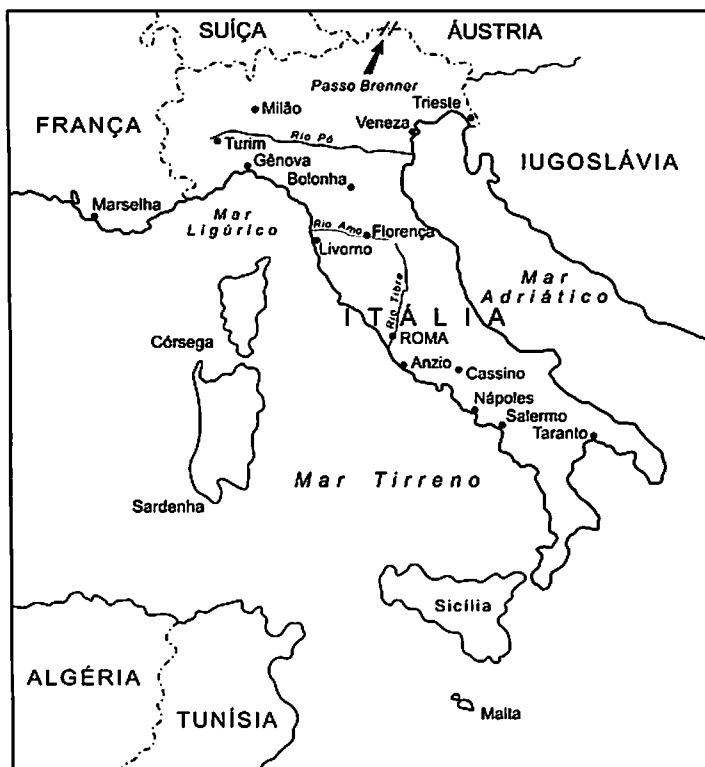 SUÍÇA
ÁUSTRIA
Passo Brenner
Milão
Trieste
Veneza
FRANÇA
Rio Pó
Turim
IUGOSLÁVIA
Gênova
Botonha
Marselha
Mar
Ligúrico
Rio Arno
Florença
Livorno
Mar
Adriático
Rio Tibre
ITÁLIA
ROMA
Córsega
Anzio
Cassino
Nápoles
Salermo
Taranto
Mar Tirreno
Sardenha
Sicília
ALGÉRIA
TUNÍSIA
Malta